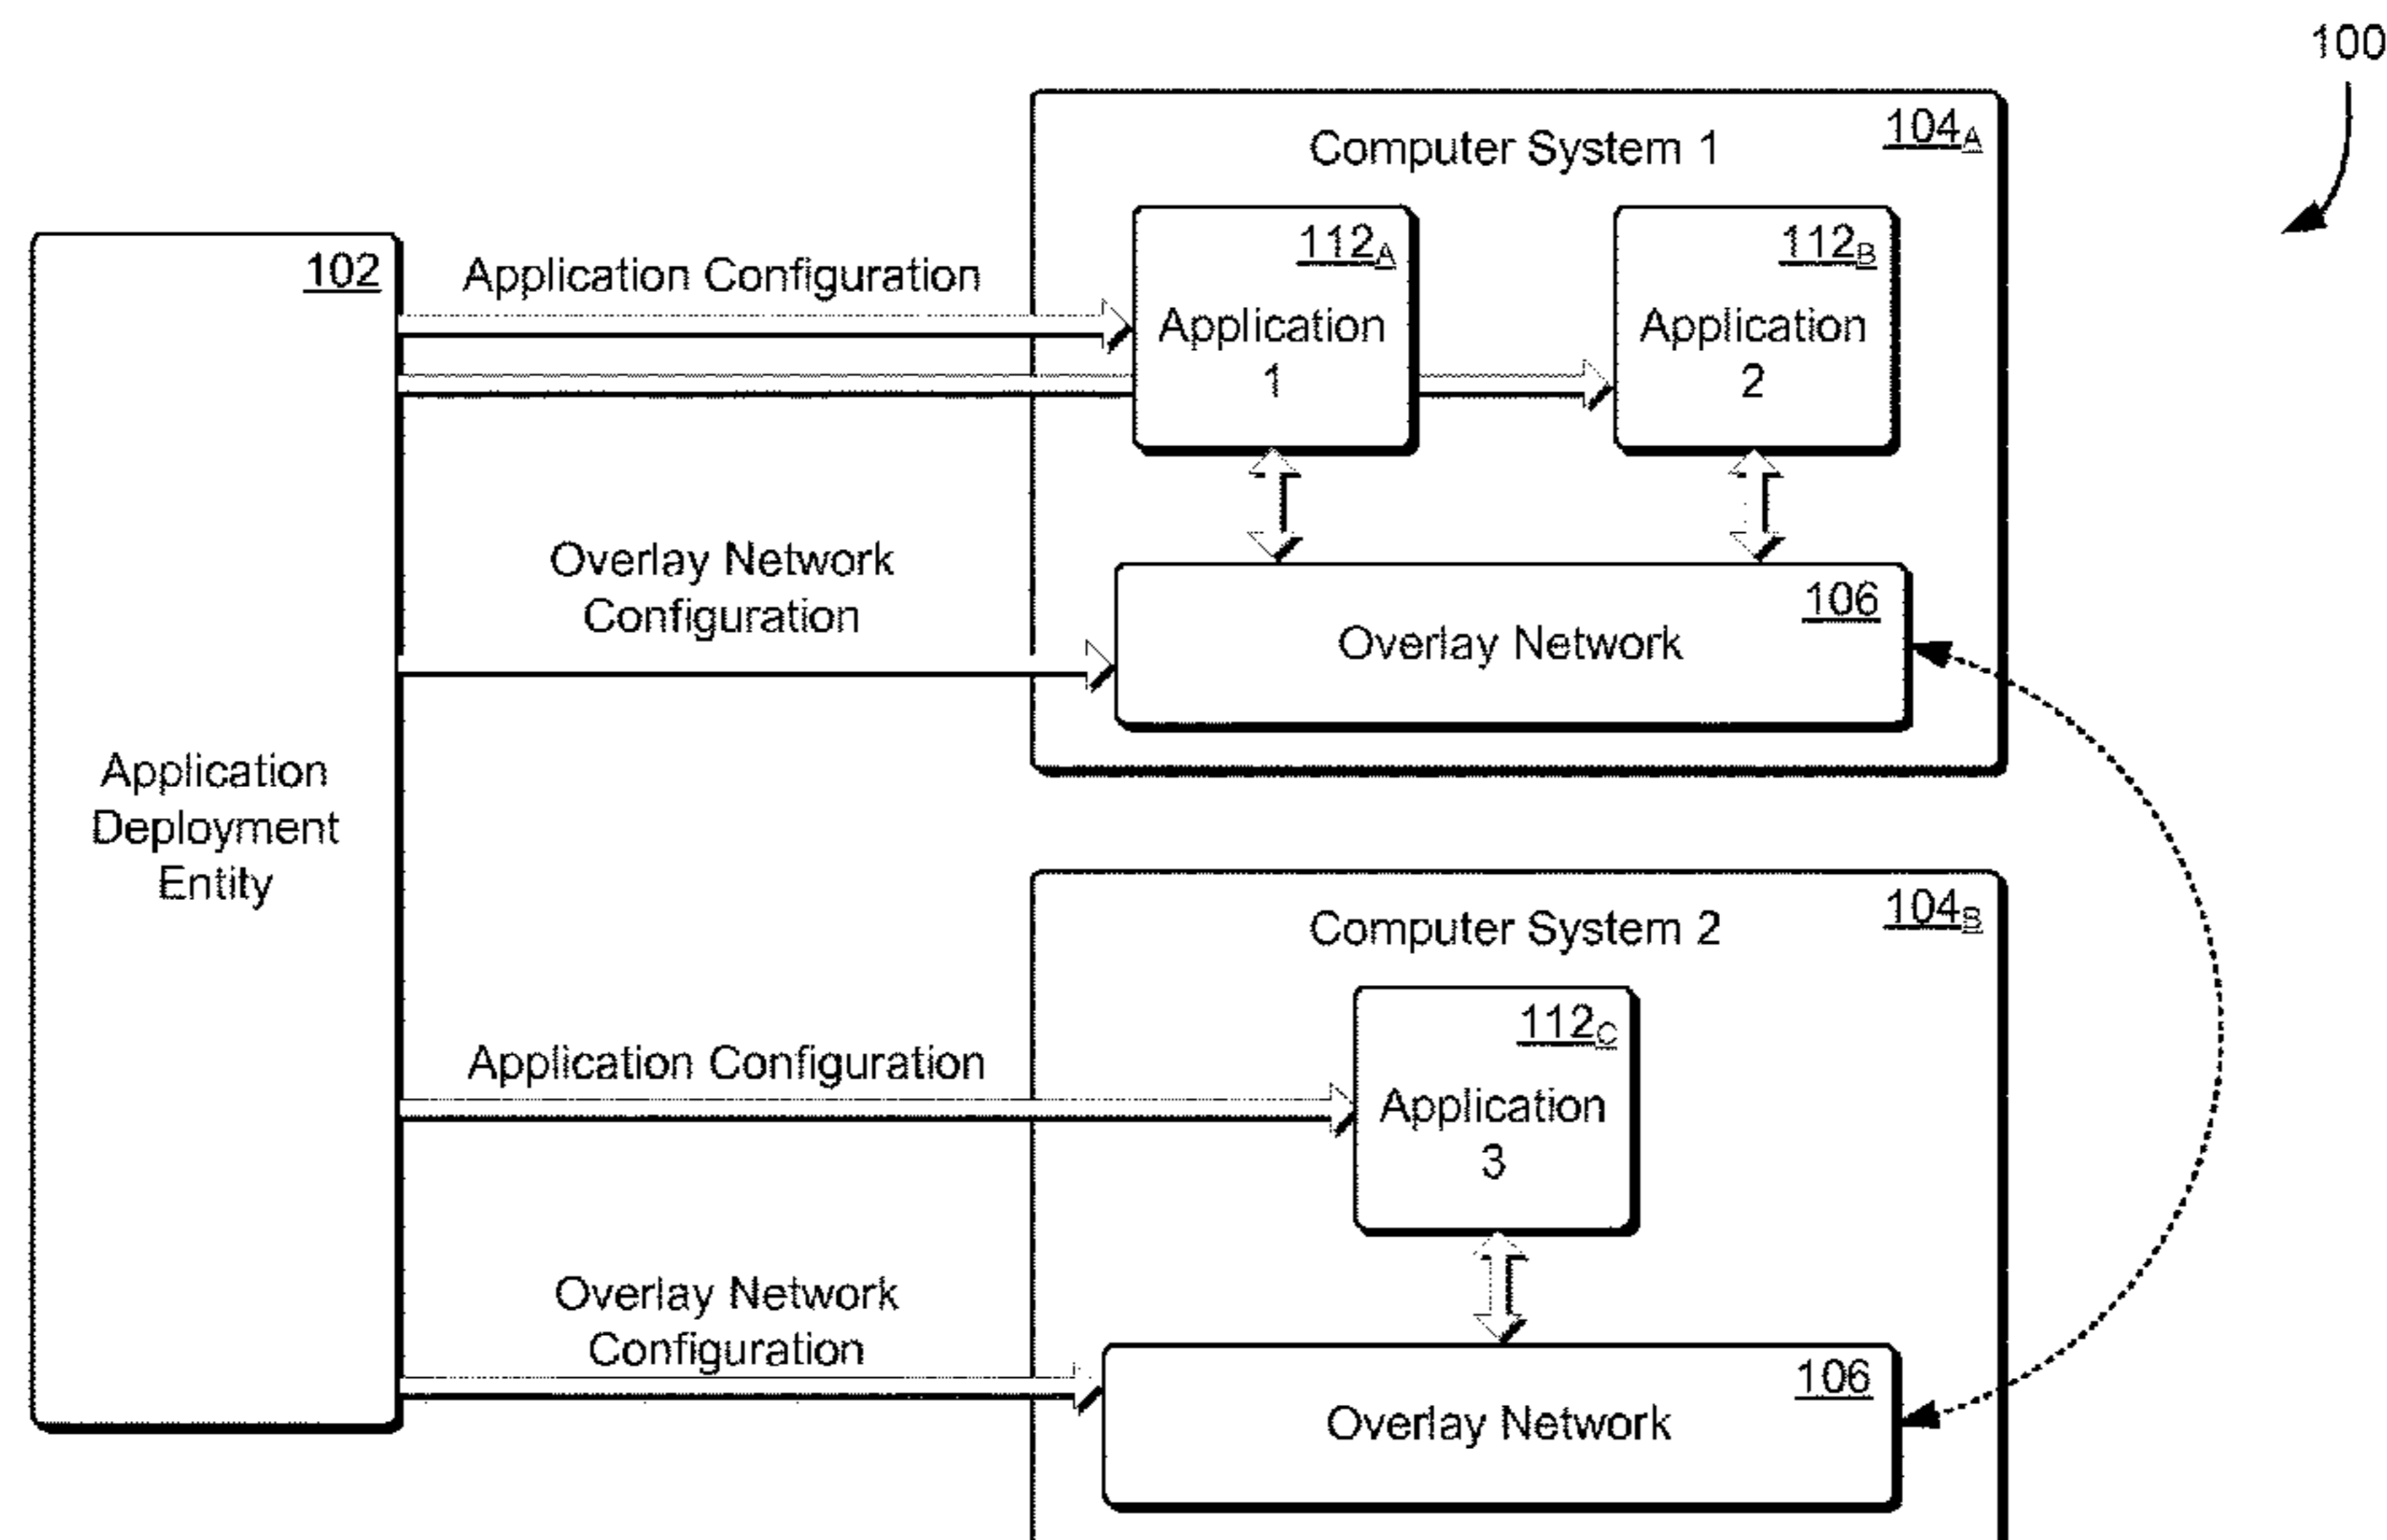 100
Computer System 1
104A
102
Application Configuration
112A
Application
1
112B
Application
2
Overlay Network
Configuration
106
Overlay Network
Application
Deployment
Entity
Computer System 2
104B
112C
Application Configuration
Application
3
Overlay Network
Configuration
106
Overlay Network